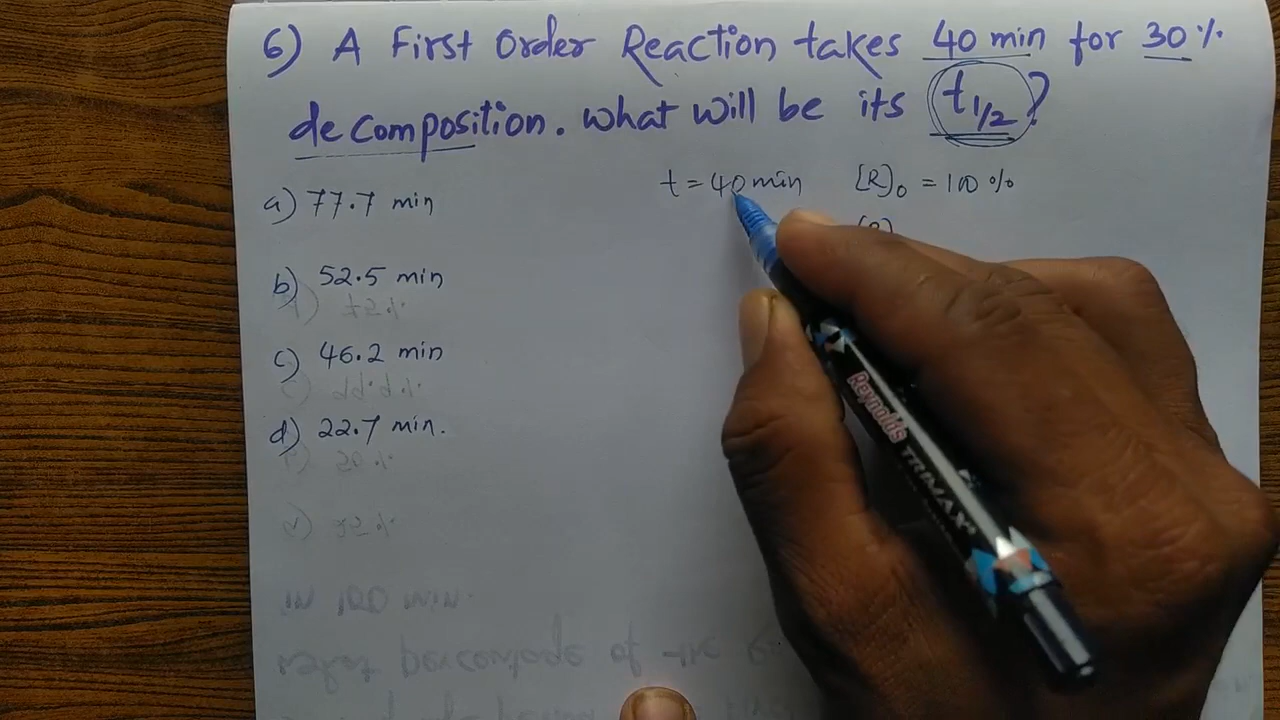 6) A First Order Reaction takes 40 min for 30%
decomposition. what will be its t1/2?
t = 40 min [R]0 = 100 %
a) 77.7 min
b) 52.5 min
c) 46.2 min
d) 22.7 min.
Reynolds TRIMAX